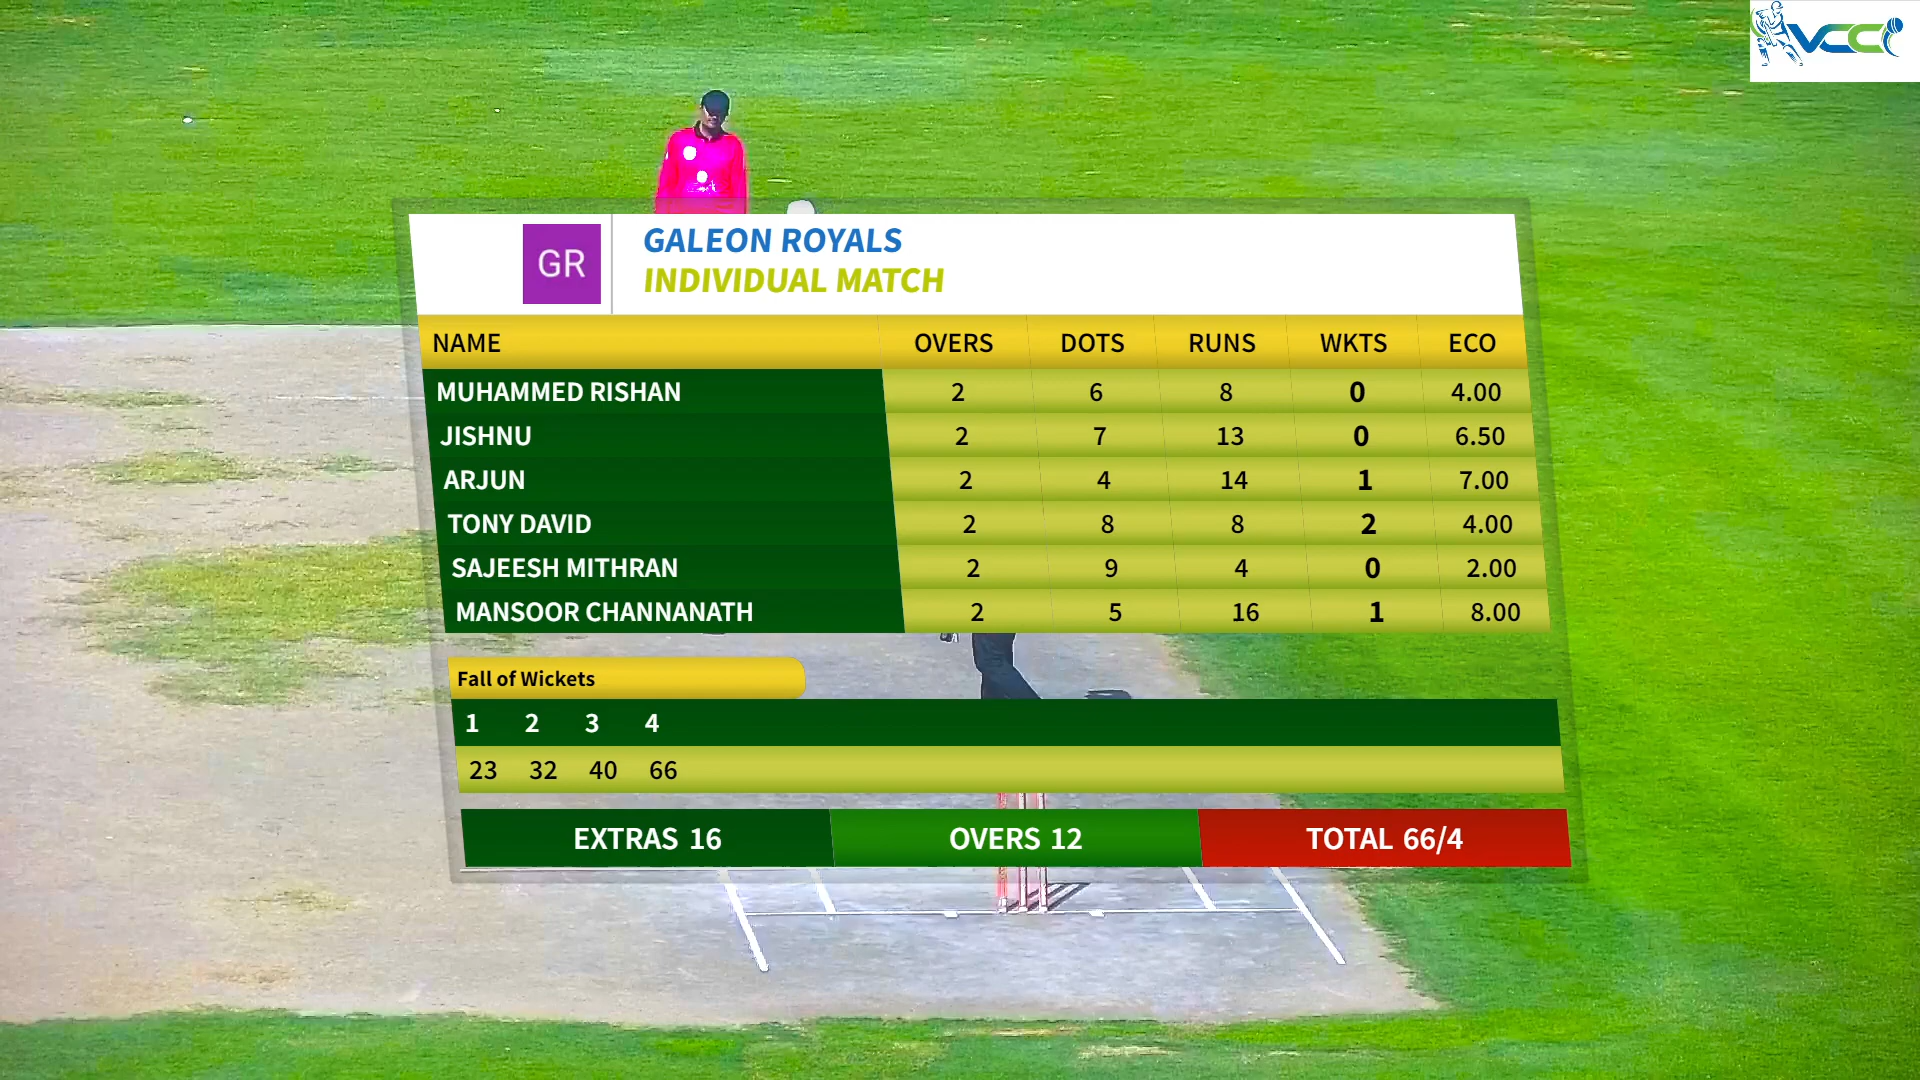 VCC
GR
GALEON ROYALS
INDIVIDUAL MATCH
NAME OVERS DOTS RUNS WKTS ECO
MUHAMMED RISHAN 2 6 8 0 4.00
JISHNU 2 7 13 0 6.50
ARJUN 2 4 14 1 7.00
TONY DAVID 2 8 8 2 4.00
SAJEESH MITHRAN 2 9 4 0 2.00
MANSOOR CHANNANATH 2 5 16 1 8.00
Fall of Wickets
1 2 3 4
23 32 40 66
EXTRAS 16 OVERS 12 TOTAL 66/4